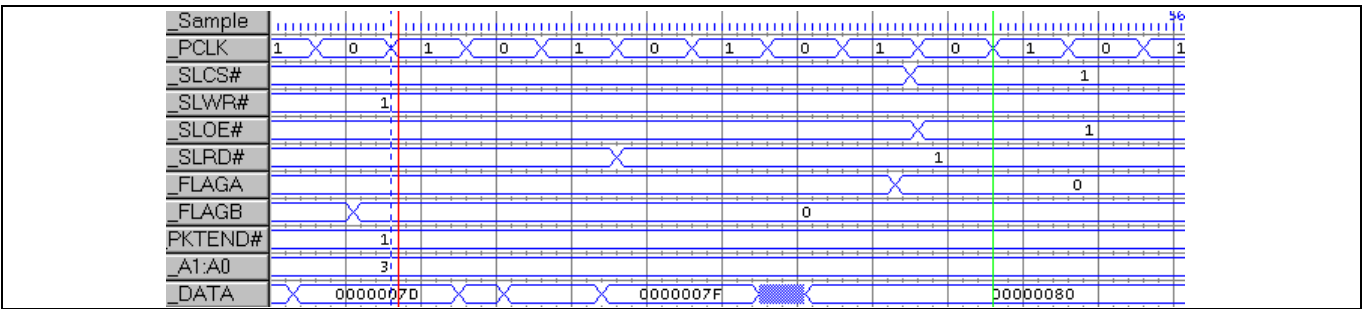 _Sample 56
_PCLK 1 0 1 0 1 0 1 0 1 0 1 0 1
_SLCS# 1
_SLWR# 1
_SLOE# 1
_SLRD# 1
_FLAGA 0
_FLAGB 0
PKTEND# 1
_A1:A0 3
_DATA 0000007D 0000007F 00000080